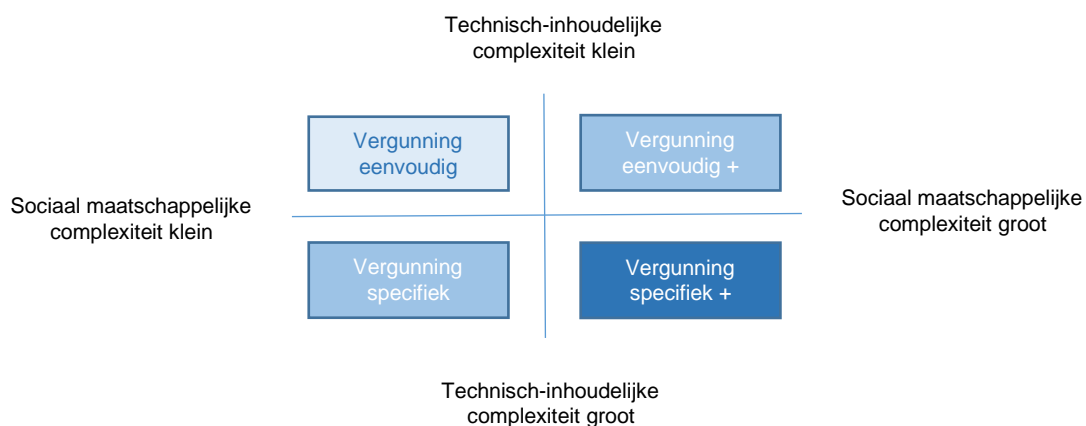 Technisch-inhoudelijke
complexiteit klein
Vergunning
eenvoudig
Vergunning
eenvoudig +
Sociaal maatschappelijke
complexiteit klein
Sociaal maatschappelijke
complexiteit groot
Vergunning
specifiek
Vergunning
specifiek +
Technisch-inhoudelijke
complexiteit groot